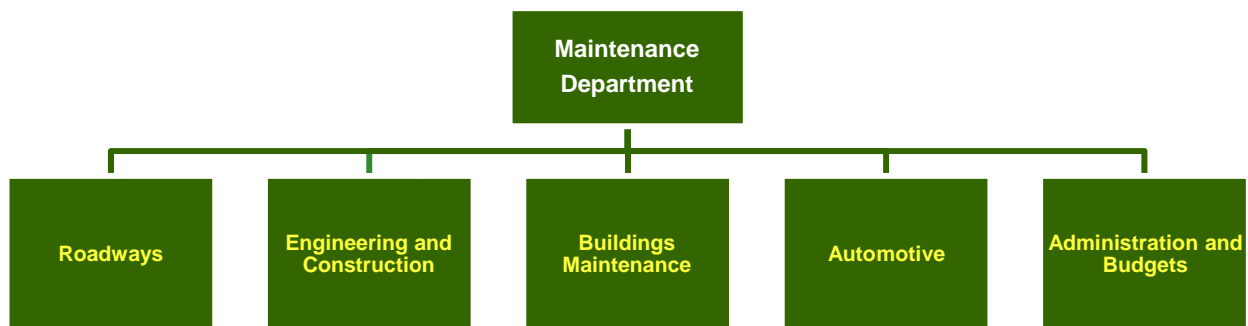 Maintenance
Department
Roadways
Engineering and
Construction
Buildings
Maintenance
Automotive
Administration and
Budgets